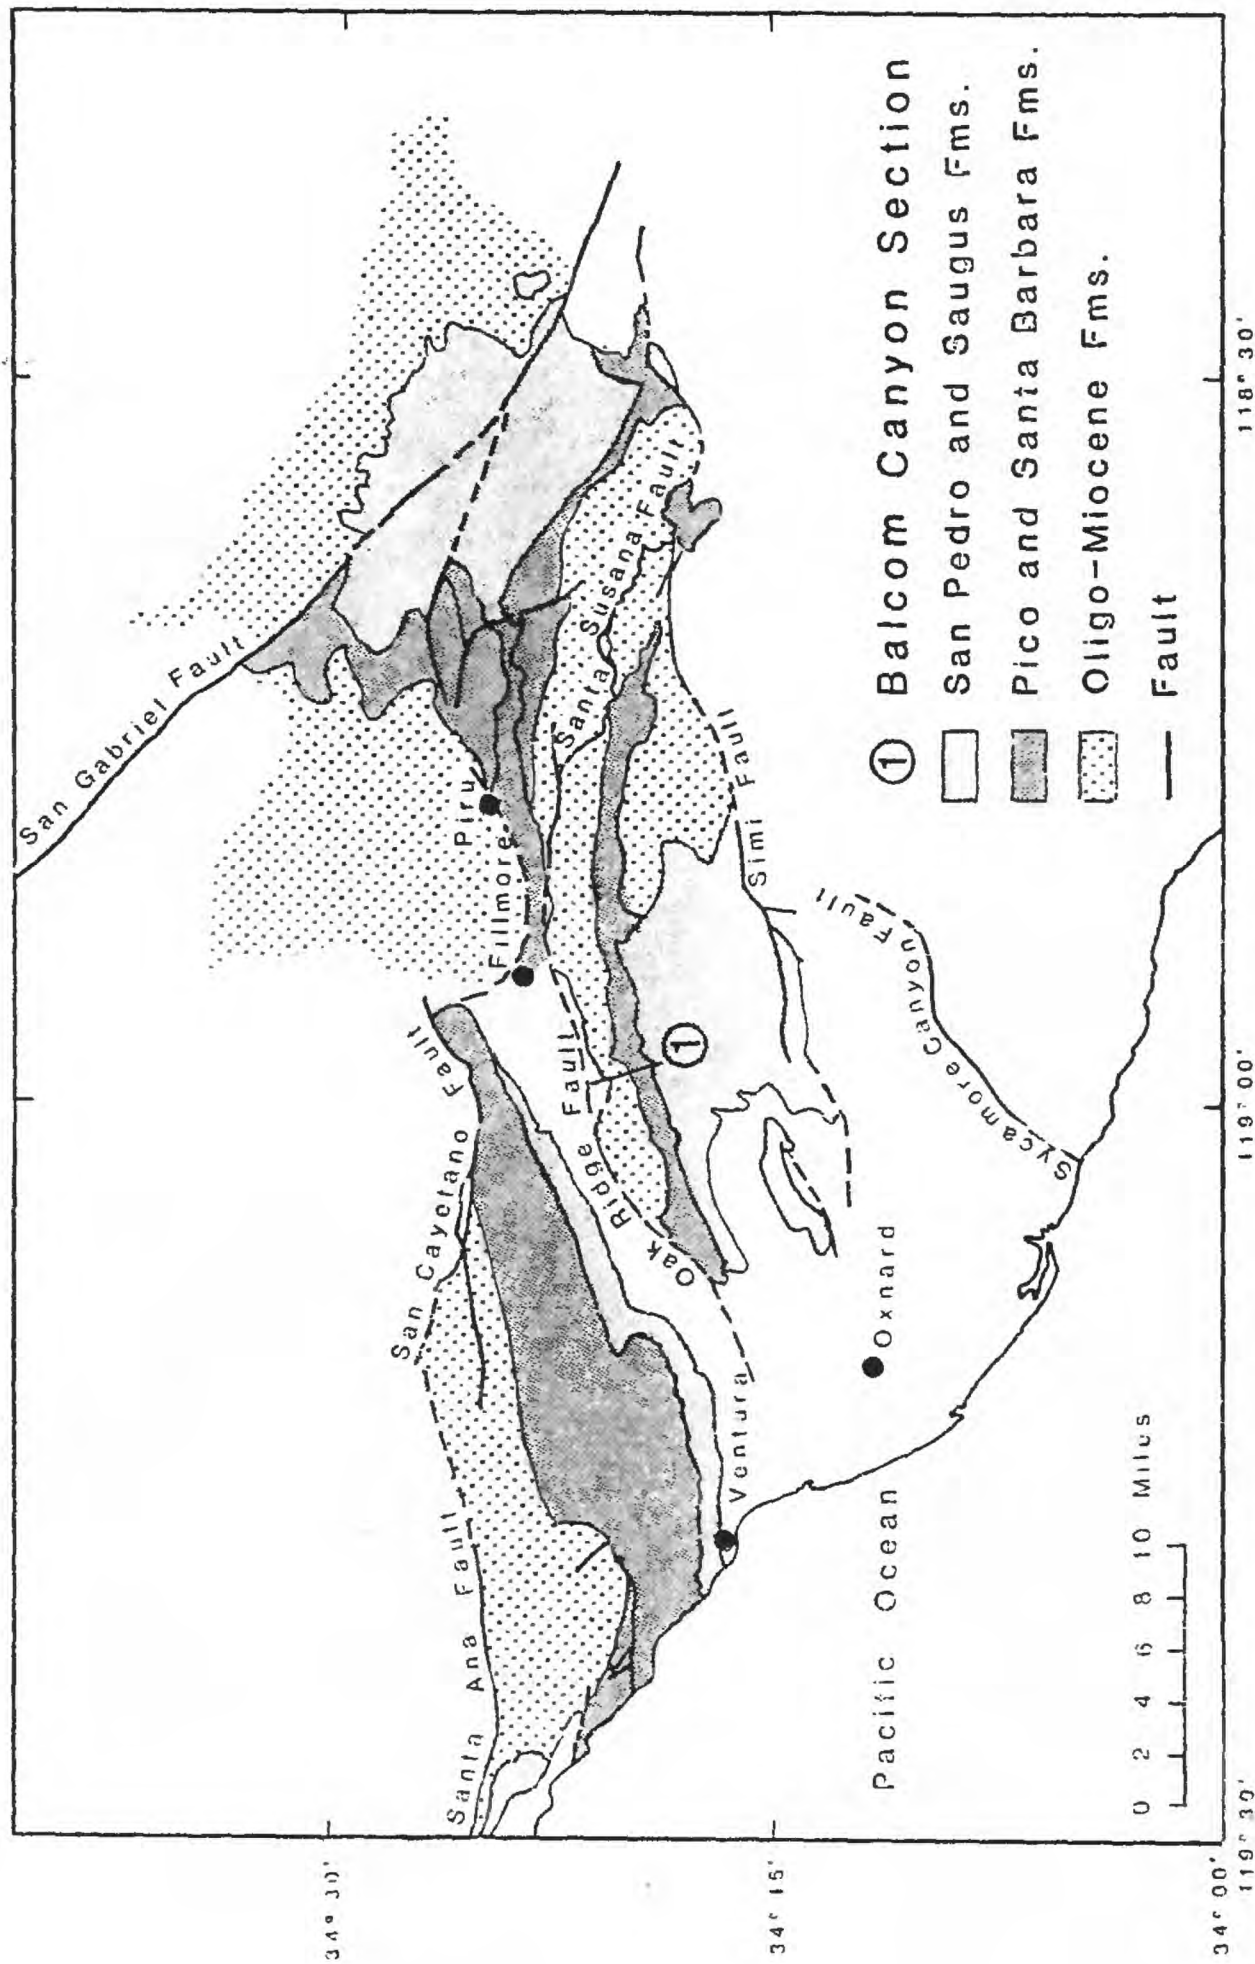 34° 30'
34° 15'
34° 00'
119° 30'
119° 00'
118° 30'
San Gabriel Fault
Santa Ana Fault
San Cayetano Fault
Piru
Fillmore
Santa Susana Fault
Oak Ridge Fault
Simi Fault
Sycamore Canyon Fault
Ventura
Oxnard
Pacific Ocean
1
0 2 4 6 8 10 Miles
1 Balcom Canyon Section
San Pedro and Saugus Fms.
Pico and Santa Barbara Fms.
Oligo-Miocene Fms.
Fault